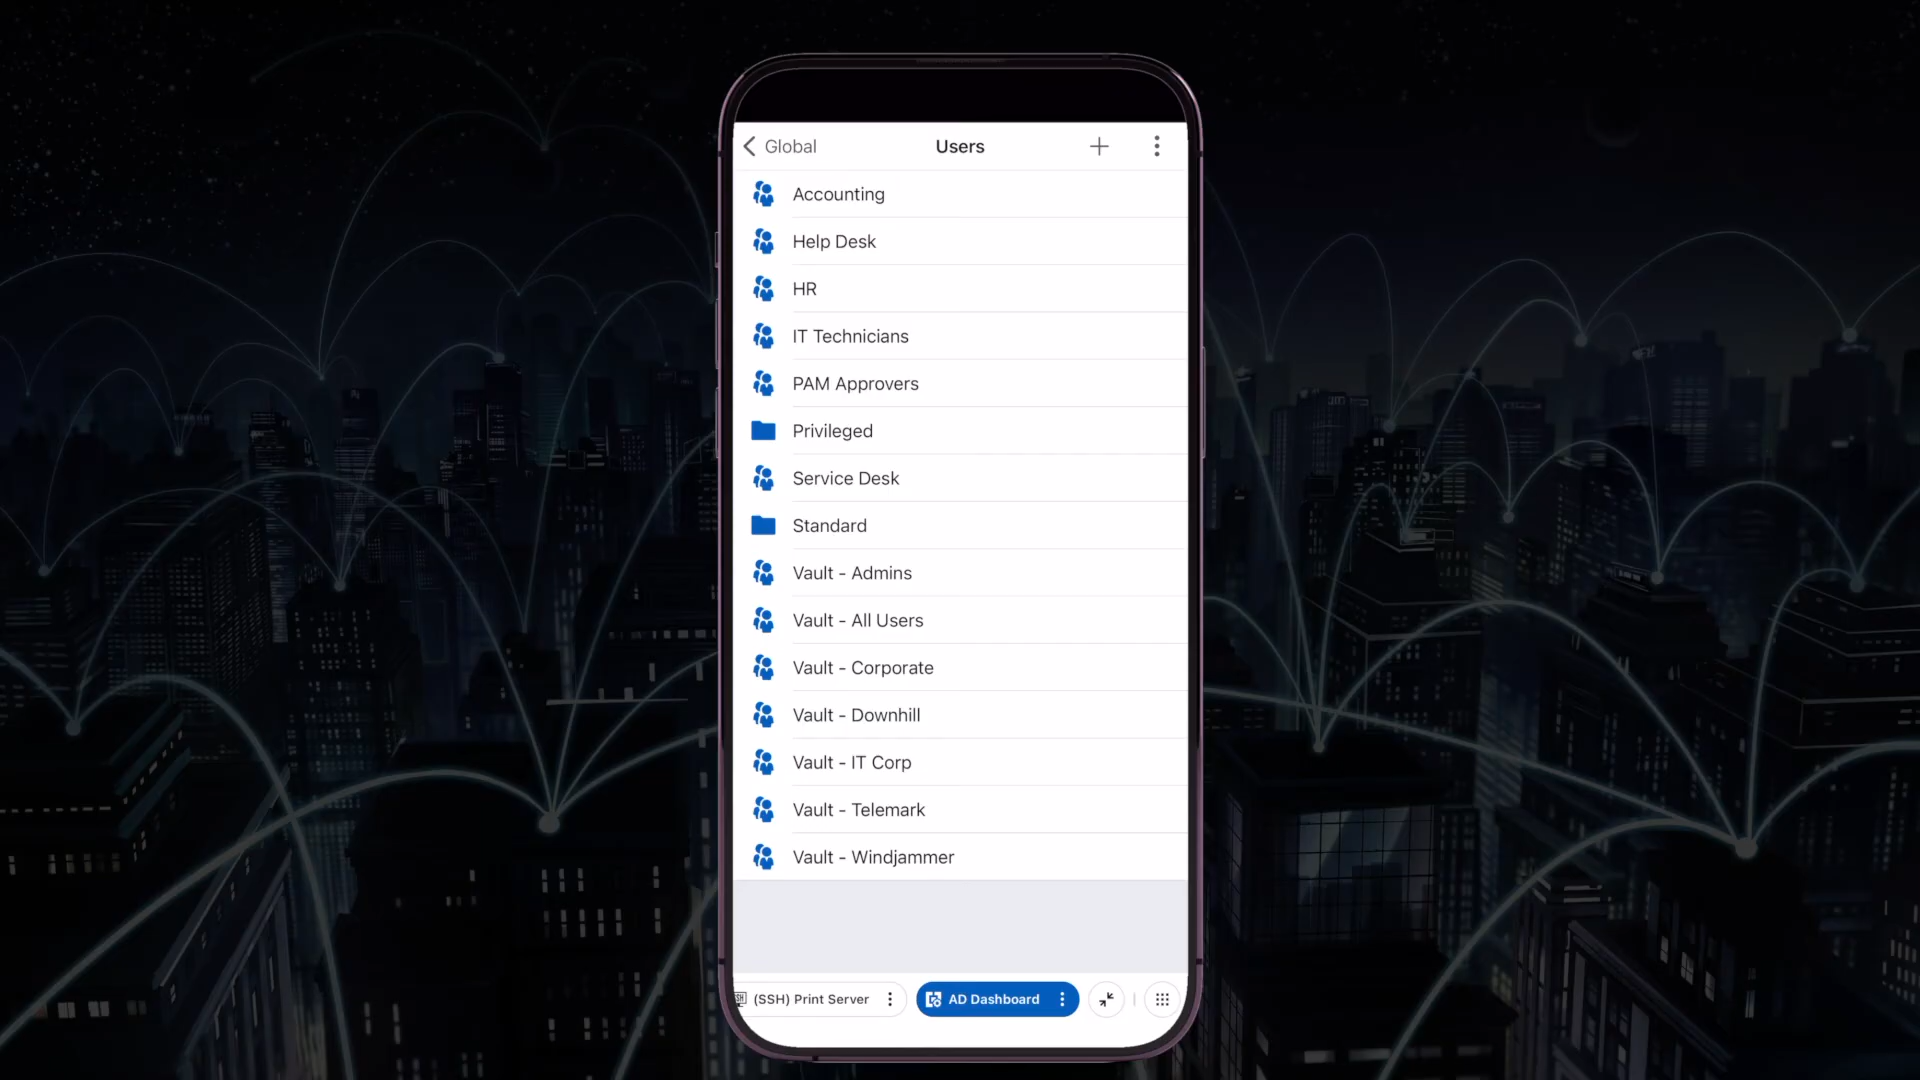 Global
Users
Accounting
Help Desk
HR
IT Technicians
PAM Approvers
Privileged
Service Desk
Standard
Vault - Admins
Vault - All Users
Vault - Corporate
Vault - Downhill
Vault - IT Corp
Vault - Telemark
Vault - Windjammer
(SSH) Print Server
AD Dashboard